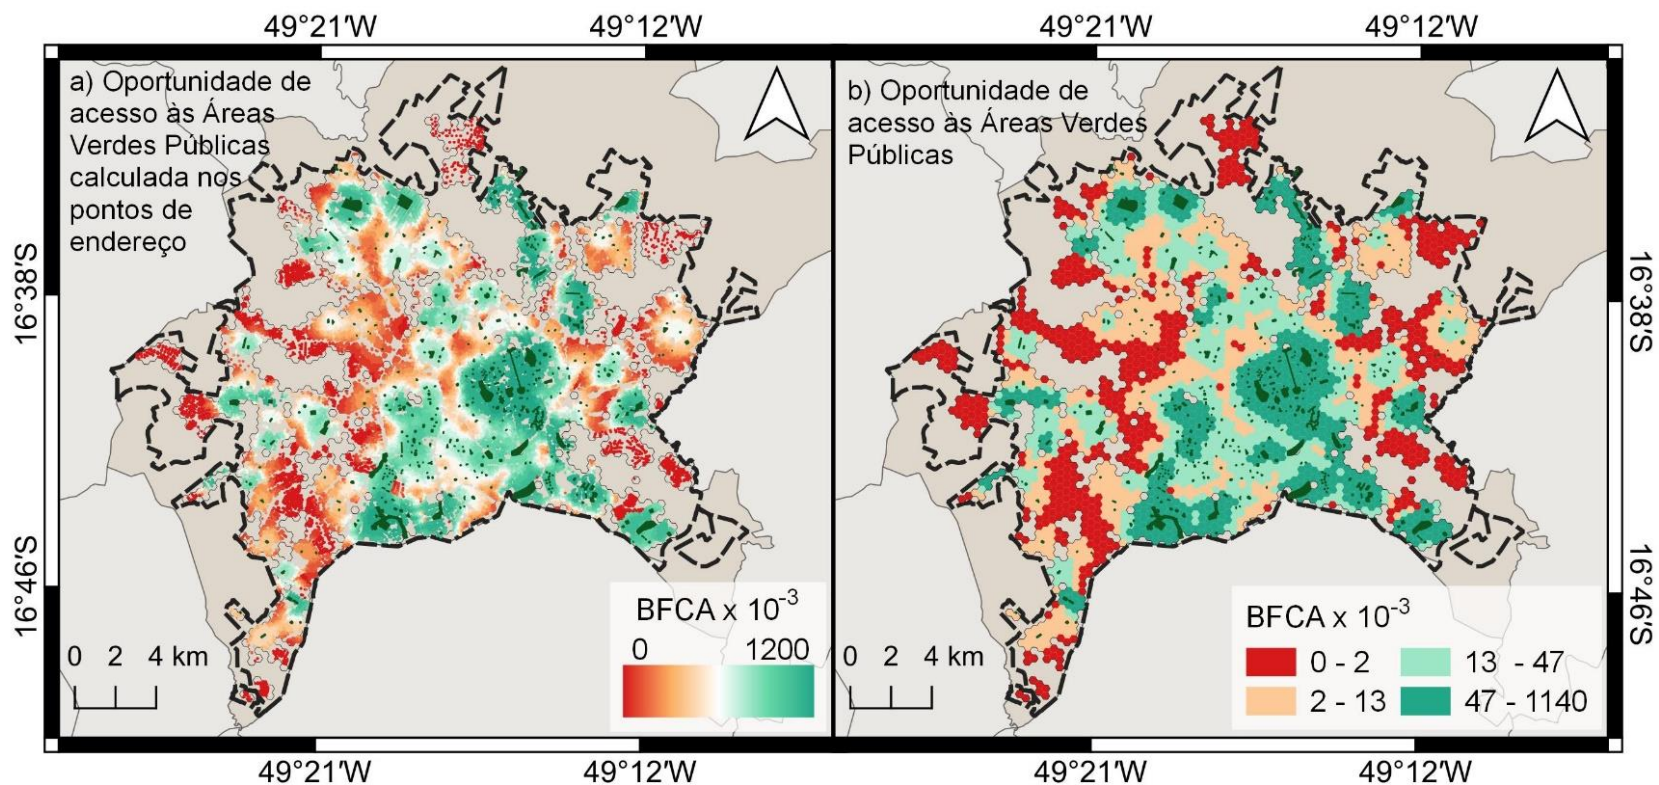 49°21′W
49°12′W
49°21′W
49°12′W
a) Oportunidade de
acesso às Áreas
Verdes Públicas
calculada nos
pontos de
endereço
b) Oportunidade de
acesso às Áreas Verdes
Públicas
16°38′S
16°46′S
16°38′S
16°46′S
BFCA x 10-3
0 1200
0 2 4 km
BFCA x 10-3
0 - 2
13 - 47
2 - 13
47 - 1140
0 2 4 km
49°21′W
49°12′W
49°21′W
49°12′W